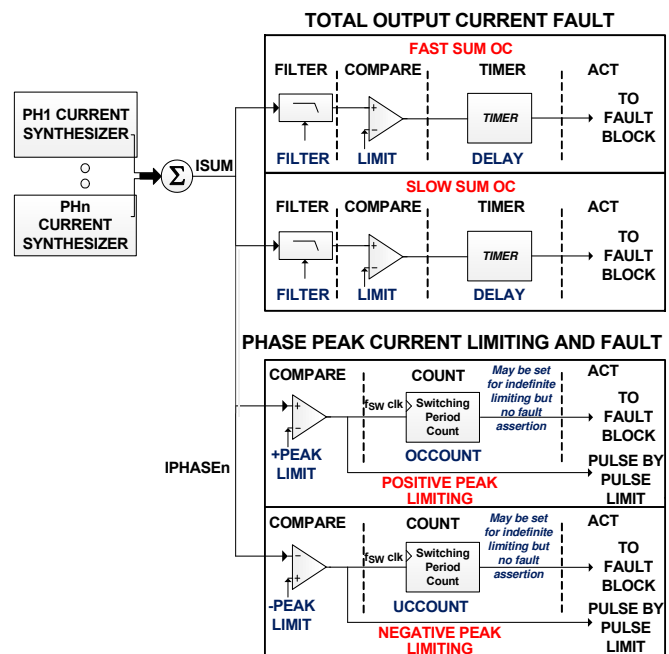 TOTAL OUTPUT CURRENT FAULT
FAST SUM OC
FILTER COMPARE TIMER ACT
PH1 CURRENT
SYNTHESIZER
TIMER
TO
FAULT
BLOCK
FILTER LIMIT DELAY
Σ
ISUM
PHn
CURRENT
SYNTHESIZER
SLOW SUM OC
FILTER COMPARE TIMER ACT
TIMER
TO
FAULT
BLOCK
FILTER LIMIT DELAY
PHASE PEAK CURRENT LIMITING AND FAULT
COMPARE COUNT
May be set
for indefinite
limiting but
no fault
assertion
ACT
fSW clk
Switching
Period
Count
TO
FAULT
BLOCK
+PEAK
LIMIT
OCCOUNT
IPHASEn
POSITIVE PEAK
LIMITING
PULSE BY
PULSE
LIMIT
COMPARE COUNT
May be set
for indefinite
limiting but
no fault
assertion
ACT
fSW clk
Switching
Period
Count
TO
FAULT
BLOCK
-PEAK
LIMIT
UCCOUNT
NEGATIVE PEAK
LIMITING
PULSE BY
PULSE
LIMIT